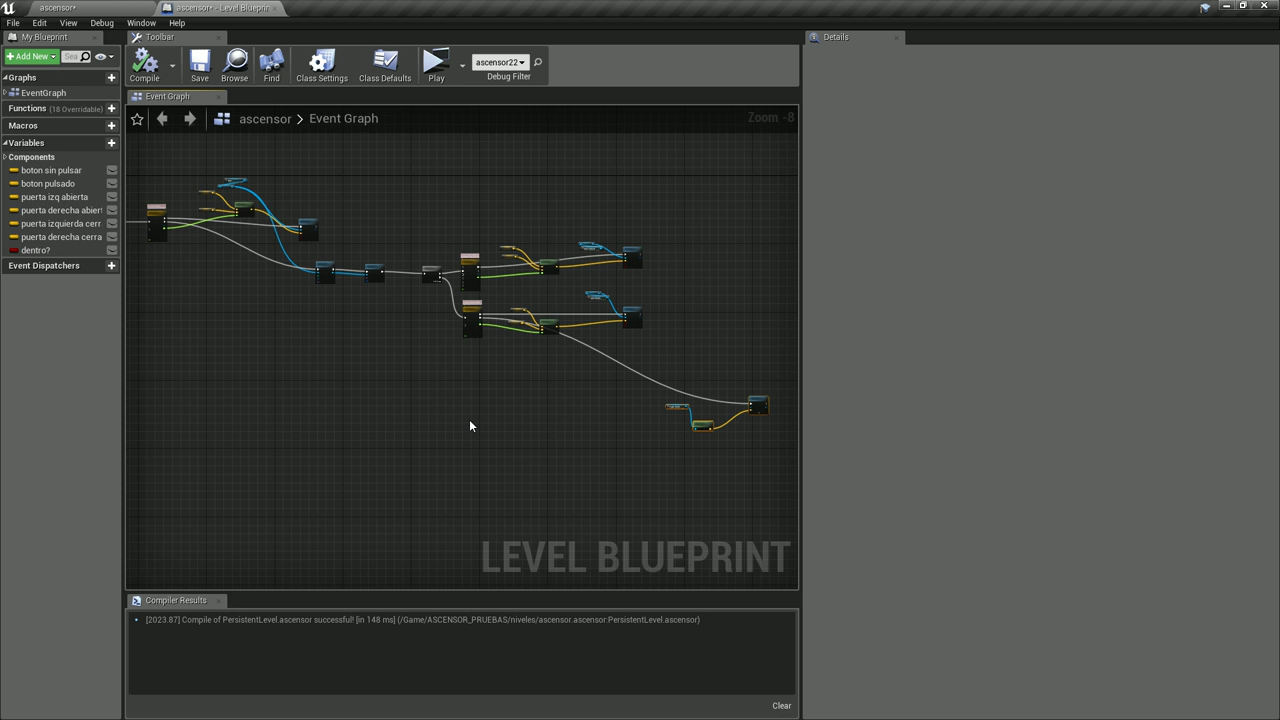 ascensor*
ascensor* - Level Blueprin
File Edit View Debug Window Help
My Blueprint
Toolbar
Details
Add New
Sea
Compile
Save
Browse
Find
Class Settings
Class Defaults
Play
ascensor22
Debug Filter
Graphs
EventGraph
Functions (18 Overridable)
Macros
Variables
Components
boton sin pulsar
boton pulsado
puerta izq abierta
puerta derecha abiert
puerta izquierda cerr
puerta derecha cerra
dentro?
Event Dispatchers
Event Graph
ascensor > Event Graph
Zoom -8
LEVEL BLUEPRINT
Compiler Results
[2023.87] Compile of PersistentLevel.ascensor successful! [in 148 ms] (/Game/ASCENSOR_PRUEBAS/niveles/ascensor.ascensor:PersistentLevel.ascensor)
Clear